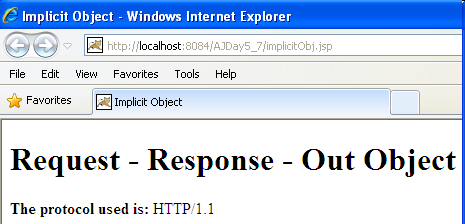 Implicit Object - Windows Internet Explorer
http://localhost:8084/AJDay5_7/implicitObj.jsp
File Edit View Favorites Tools Help
Favorites Implicit Object
Request - Response - Out Object
The protocol used is: HTTP/1.1